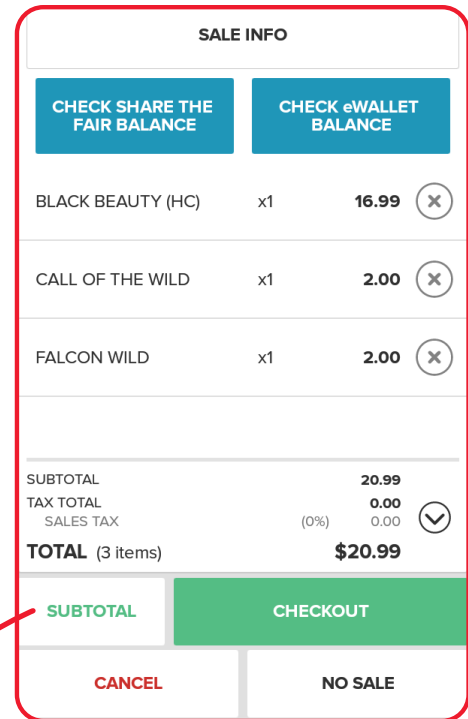 SALE INFO
CHECK SHARE THE FAIR BALANCE
CHECK eWALLET BALANCE
BLACK BEAUTY (HC) x1 16.99
CALL OF THE WILD x1 2.00
FALCON WILD x1 2.00
SUBTOTAL 20.99
TAX TOTAL 0.00
SALES TAX (0%) 0.00
TOTAL (3 items) $20.99
SUBTOTAL CHECKOUT
CANCEL NO SALE